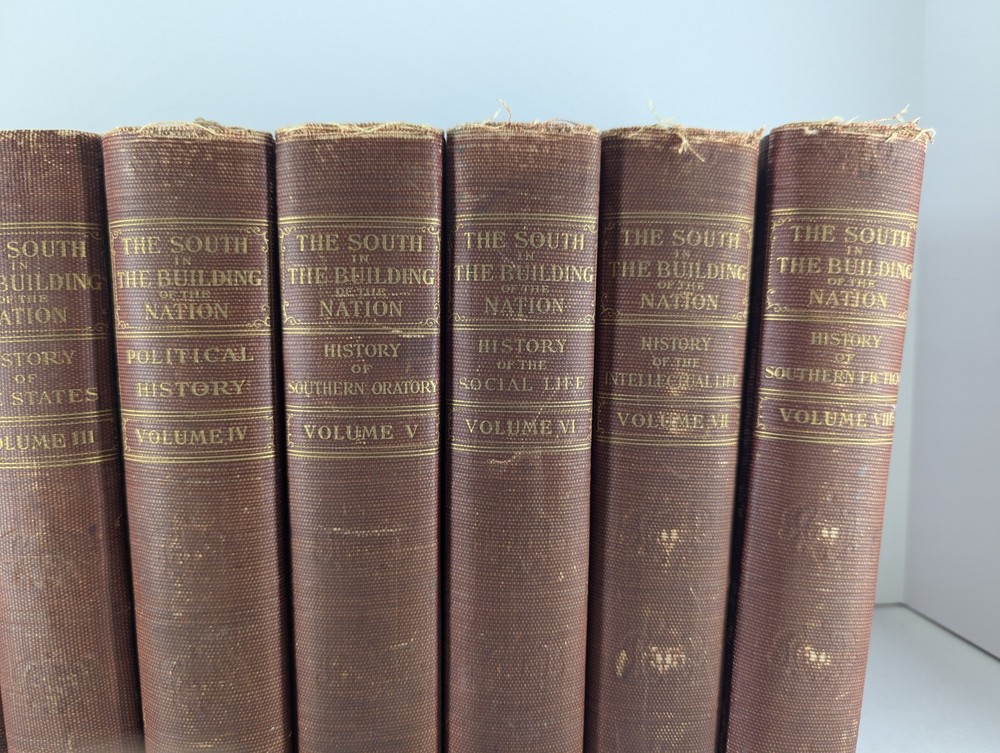 SOUTH
IN
BUILDING
OF THE
NATION
HISTORY
OF
STATES
VOLUME III
THE SOUTH
IN
THE BUILDING
OF THE
NATION
POLITICAL
HISTORY
VOLUME IV
THE SOUTH
IN
THE BUILDING
OF THE
NATION
HISTORY
OF
SOUTHERN ORATORY
VOLUME V
THE SOUTH
IN
THE BUILDING
OF THE
NATION
HISTORY
OF THE
SOCIAL LIFE
VOLUME VI
THE SOUTH
IN
THE BUILDING
OF THE
NATION
HISTORY
OF THE
INTELLECTUAL LIFE
VOLUME VII
THE SOUTH
IN
THE BUILDING
OF THE
NATION
HISTORY
OF
SOUTHERN FICTION
VOLUME VIII